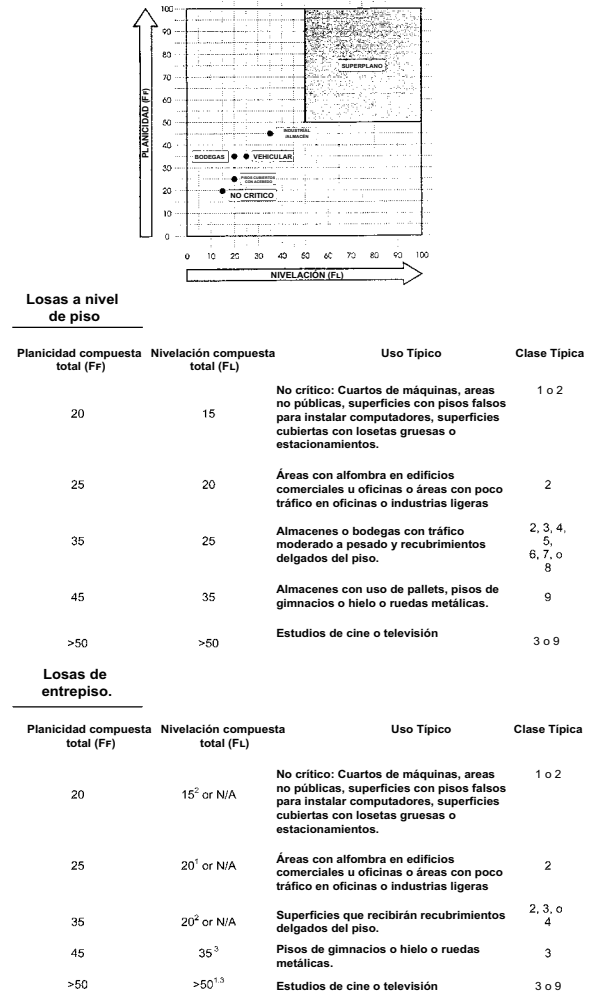 100
90
80
70
60
50
40
30
20
10
0
PLANICIDAD (FF)
SUPERPLANO
INDUSTRIAL
/ALMACÉN
BODEGAS
VEHICULAR
PISOS CUBIERTOS
NO CRITICO
0 10 20 30 40 50 60 70 80 90 100
NIVELACIÓN (FL)
Losas a nivel
de piso
Planicidad compuesta total (FF)
Nivelación compuesta total (FL)
Uso Típico
Clase Típica
20
15
No crítico: Cuartos de máquinas, areas
no públicas, superficies con pisos falsos
para instalar computadores, superficies
cubiertas con losetas gruesas o
estacionamientos.
1 o 2
25
20
Áreas con alfombra en edificios
comerciales u oficinas o áreas con poco
tráfico en oficinas o industrias ligeras
2
35
25
Almacenes o bodegas con tráfico
moderado a pesado y recubrimientos
delgados del piso.
2, 3, 4,
5,
6, 7, o
8
45
35
Almacenes con uso de pallets, pisos de
gimnacios o hielo o ruedas metálicas.
9
>50
>50
Estudios de cine o televisión
3 o 9
Losas de
entrepiso.
Planicidad compuesta total (FF)
Nivelación compuesta total (FL)
Uso Típico
Clase Típica
20
15² or N/A
No crítico: Cuartos de máquinas, areas
no públicas, superficies con pisos falsos
para instalar computadores, superficies
cubiertas con losetas gruesas o
estacionamientos.
1 o 2
25
20¹ or N/A
Áreas con alfombra en edificios
comerciales u oficinas o áreas con poco
tráfico en oficinas o industrias ligeras
2
35
20² or N/A
Superficies que recibirán recubrimientos
delgados del piso.
2, 3, o
4
45
35³
Pisos de gimnacios o hielo o ruedas
metálicas.
3
>50
>50¹·³
Estudios de cine o televisión
3 o 9